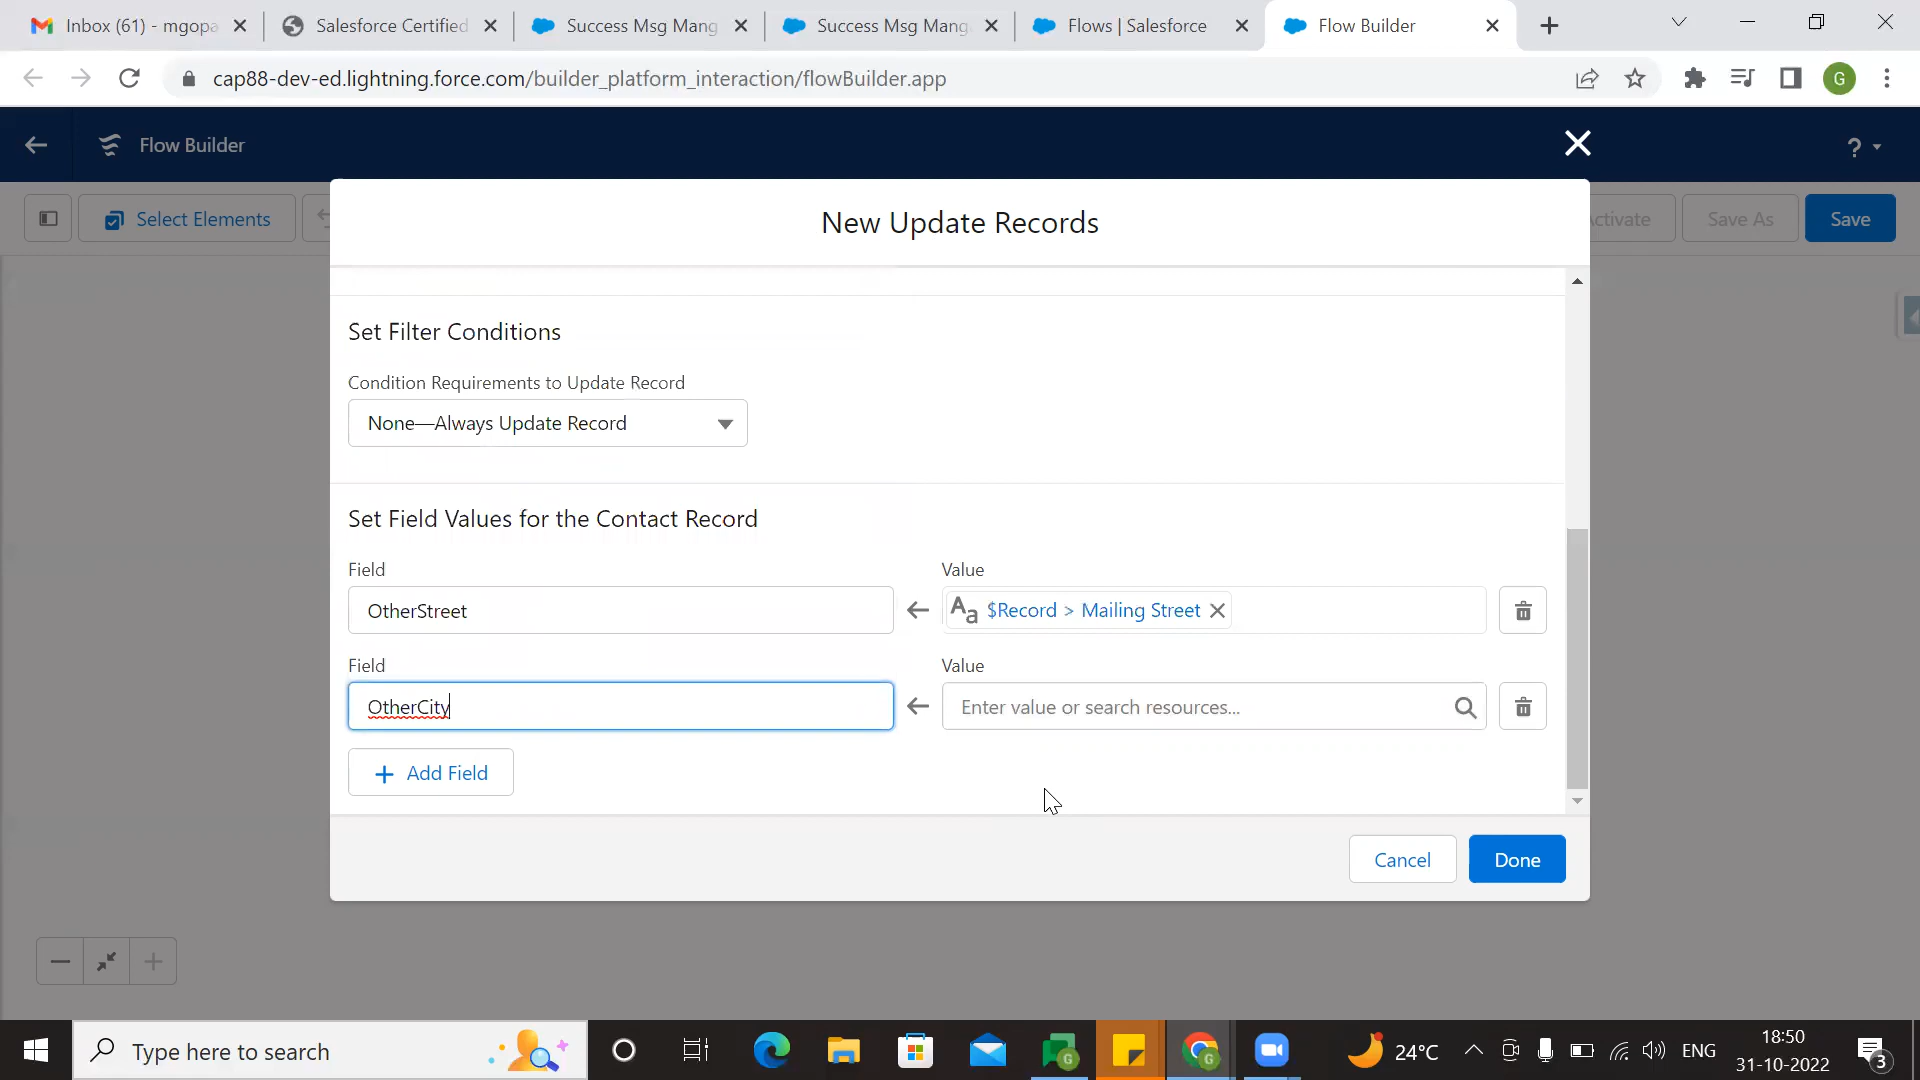 Inbox (61) - mgopa
Salesforce Certified
Success Msg Mang
Success Msg Mang
Flows | Salesforce
Flow Builder
cap88-dev-ed.lightning.force.com/builder_platform_interaction/flowBuilder.app
G
Flow Builder
?
Select Elements
ctivate
Save As
Save
New Update Records
Set Filter Conditions
Condition Requirements to Update Record
None—Always Update Record
Set Field Values for the Contact Record
Field
Value
OtherStreet
Aa $Record > Mailing Street
Field
Value
OtherCity
Enter value or search resources...
+ Add Field
Cancel
Done
Type here to search
24°C
ENG
18:50
31-10-2022
3